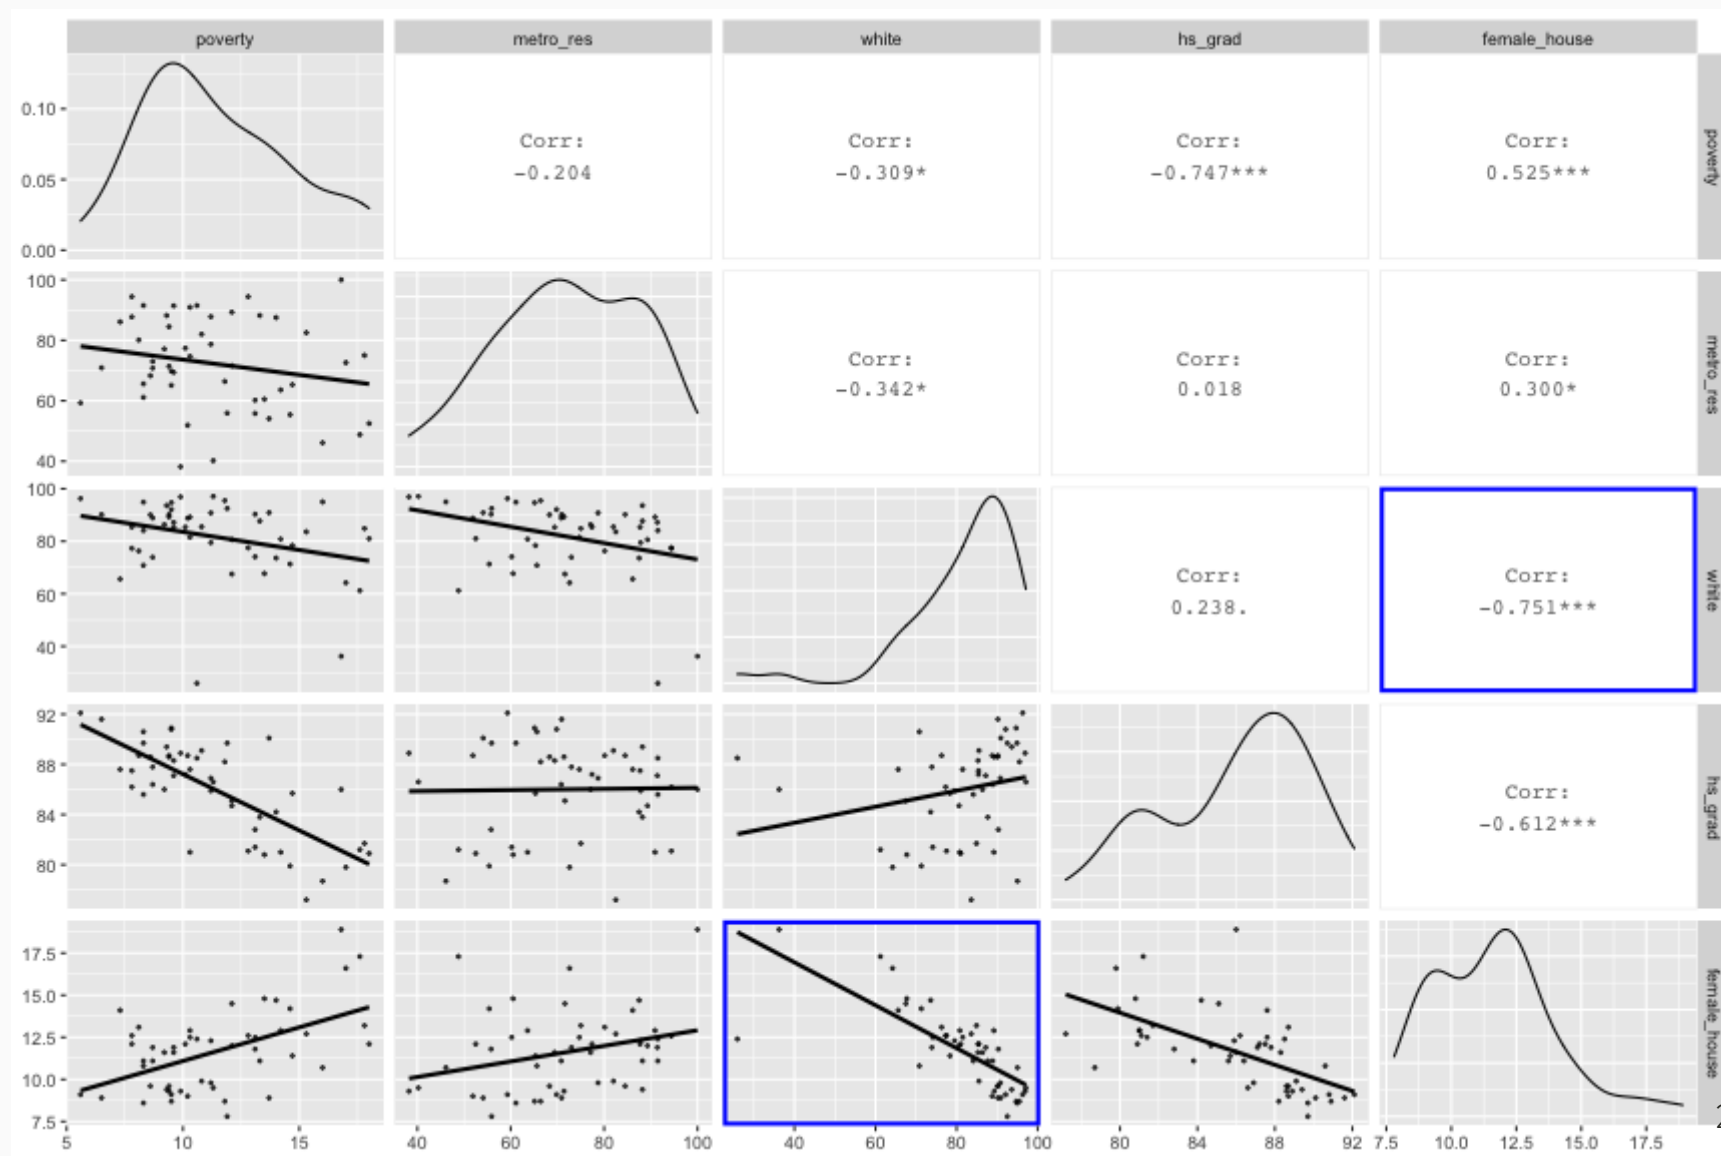 poverty metro_res white hs_grad female_house
0.10
0.05
0.00
Corr:
-0.204
Corr:
-0.309*
Corr:
-0.747***
Corr:
0.525***
poverty
100
80
60
40
Corr:
-0.342*
Corr:
0.018
Corr:
0.300*
metro_res
100
80
60
40
Corr:
0.238.
Corr:
-0.751***
white
92
88
84
80
Corr:
-0.612***
hs_grad
17.5
15.0
12.5
10.0
7.5
female_house
5 10 15 40 60 80 100 40 60 80 100 80 84 88 92 7.5 10.0 12.5 15.0 17.5